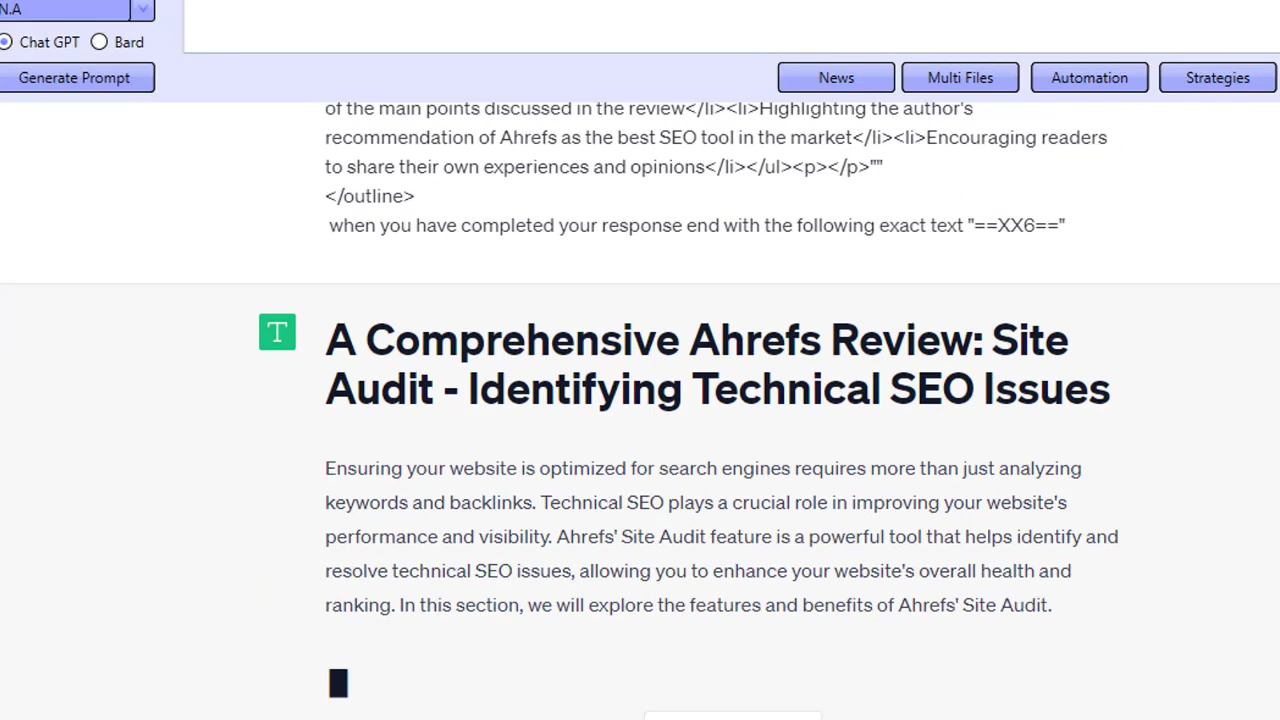 N.A
Chat GPT Bard
Generate Prompt
News Multi Files Automation Strategies
of the main points discussed in the review</li><li>Highlighting the author's
recommendation of Ahrefs as the best SEO tool in the market</li><li>Encouraging readers
to share their own experiences and opinions</li></ul><p></p>""
</outline>
when you have completed your response end with the following exact text "==XX6=="
T
A Comprehensive Ahrefs Review: Site
Audit - Identifying Technical SEO Issues
Ensuring your website is optimized for search engines requires more than just analyzing
keywords and backlinks. Technical SEO plays a crucial role in improving your website's
performance and visibility. Ahrefs' Site Audit feature is a powerful tool that helps identify and
resolve technical SEO issues, allowing you to enhance your website's overall health and
ranking. In this section, we will explore the features and benefits of Ahrefs' Site Audit.